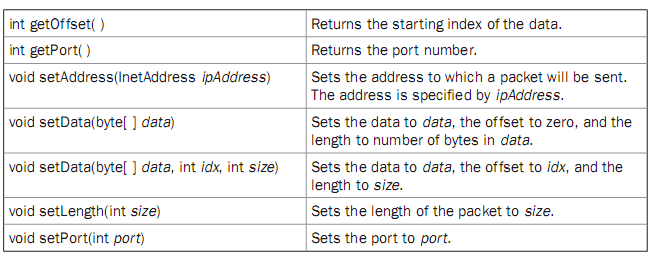 int getOffset( )
Returns the starting index of the data.
int getPort( )
Returns the port number.
void setAddress(InetAddress ipAddress)
Sets the address to which a packet will be sent.
The address is specified by ipAddress.
void setData(byte[ ] data)
Sets the data to data, the offset to zero, and the
length to number of bytes in data.
void setData(byte[ ] data, int idx, int size)
Sets the data to data, the offset to idx, and the
length to size.
void setLength(int size)
Sets the length of the packet to size.
void setPort(int port)
Sets the port to port.